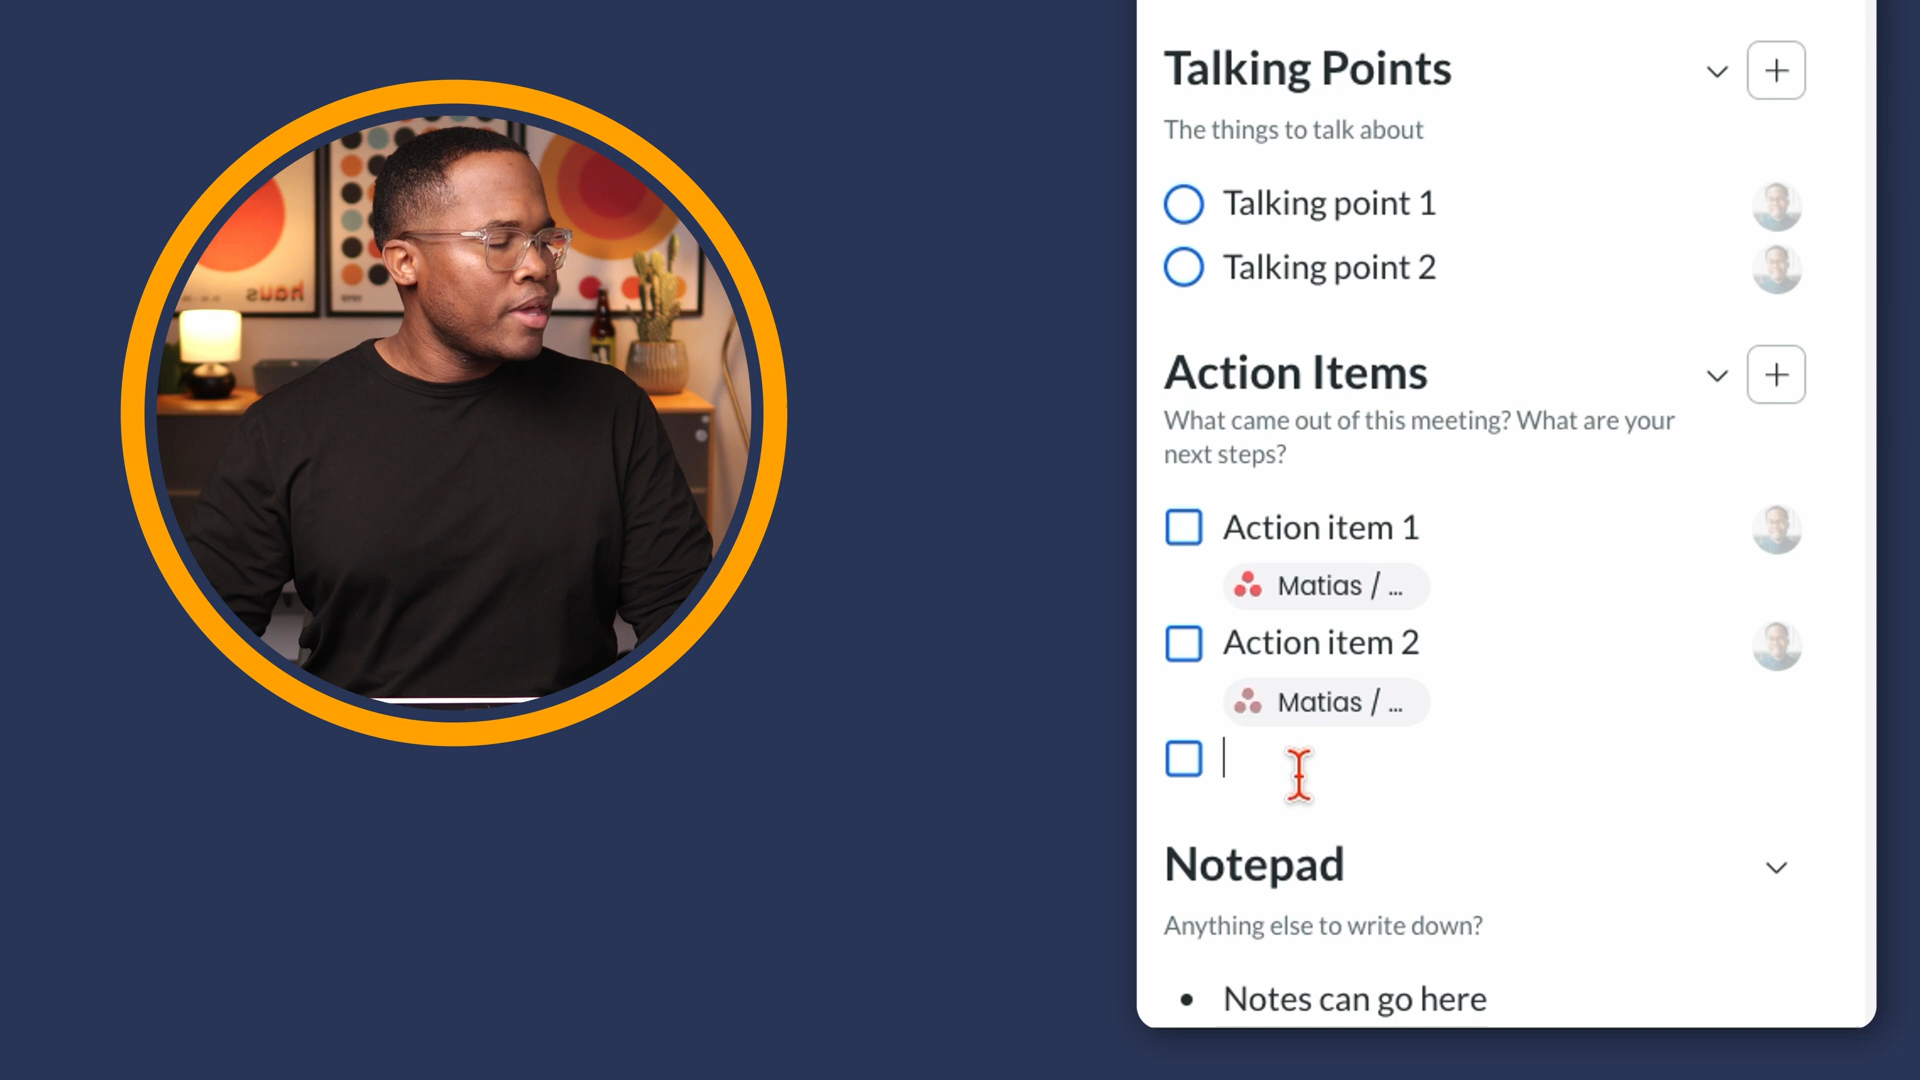 haus
Talking Points
The things to talk about
Talking point 1
Talking point 2
Action Items
What came out of this meeting? What are your
next steps?
Action item 1
Matias / ...
Action item 2
Matias / ...
Notepad
Anything else to write down?
Notes can go here